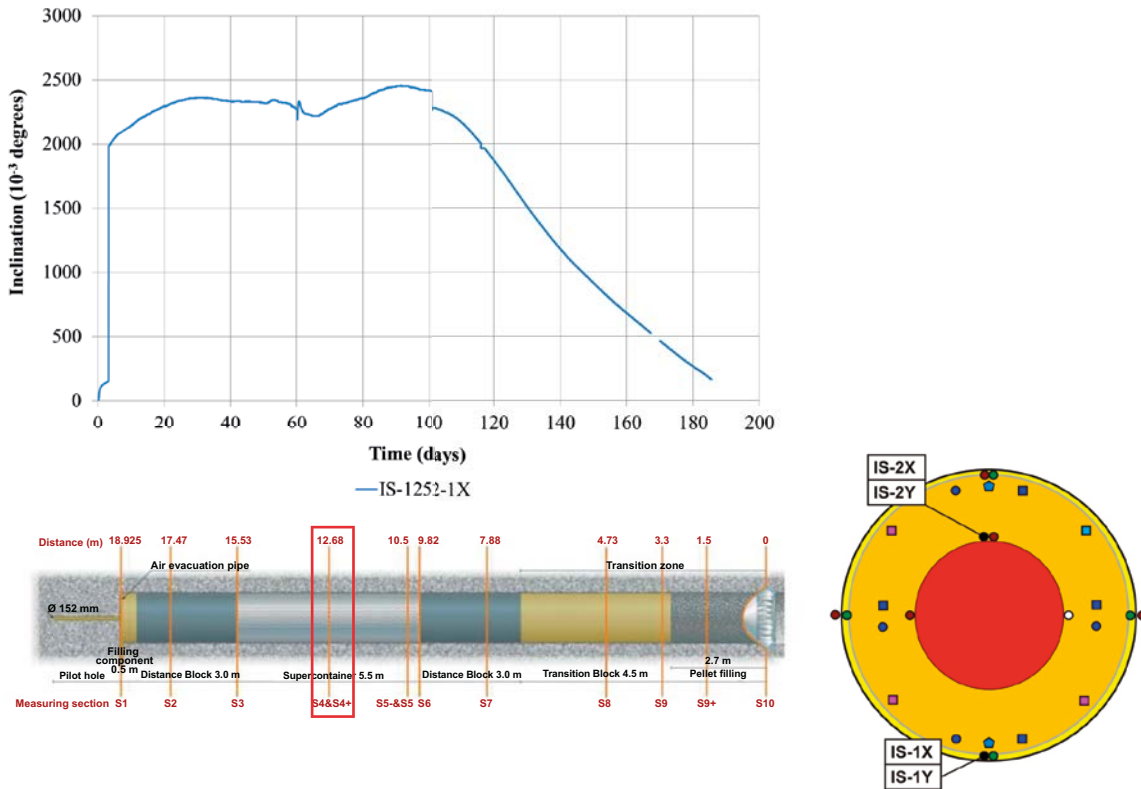 3000
2500
2000
1500
1000
500
0
Inclination (10-3 degrees)
0 20 40 60 80 100 120 140 160 180 200
Time (days)
IS-1252-1X
IS-2X
IS-2Y
Distance (m) 18.925 17.47 15.53 12.68 10.5 9.82 7.88 4.73 3.3 1.5 0
Air evacuation pipe
Transition zone
Ø 152 mm
Filling
component
0.5 m
2.7 m
Pilot hole Distance Block 3.0 m Supercontainer 5.5 m Distance Block 3.0 m Transition Block 4.5 m Pellet filling
Measuring section S1 S2 S3 S4&S4+ S5-&S5 S6 S7 S8 S9 S9+ S10
IS-1X
IS-1Y